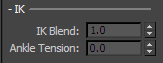 - IK
IK Blend: 1.0
Ankle Tension: 0.0